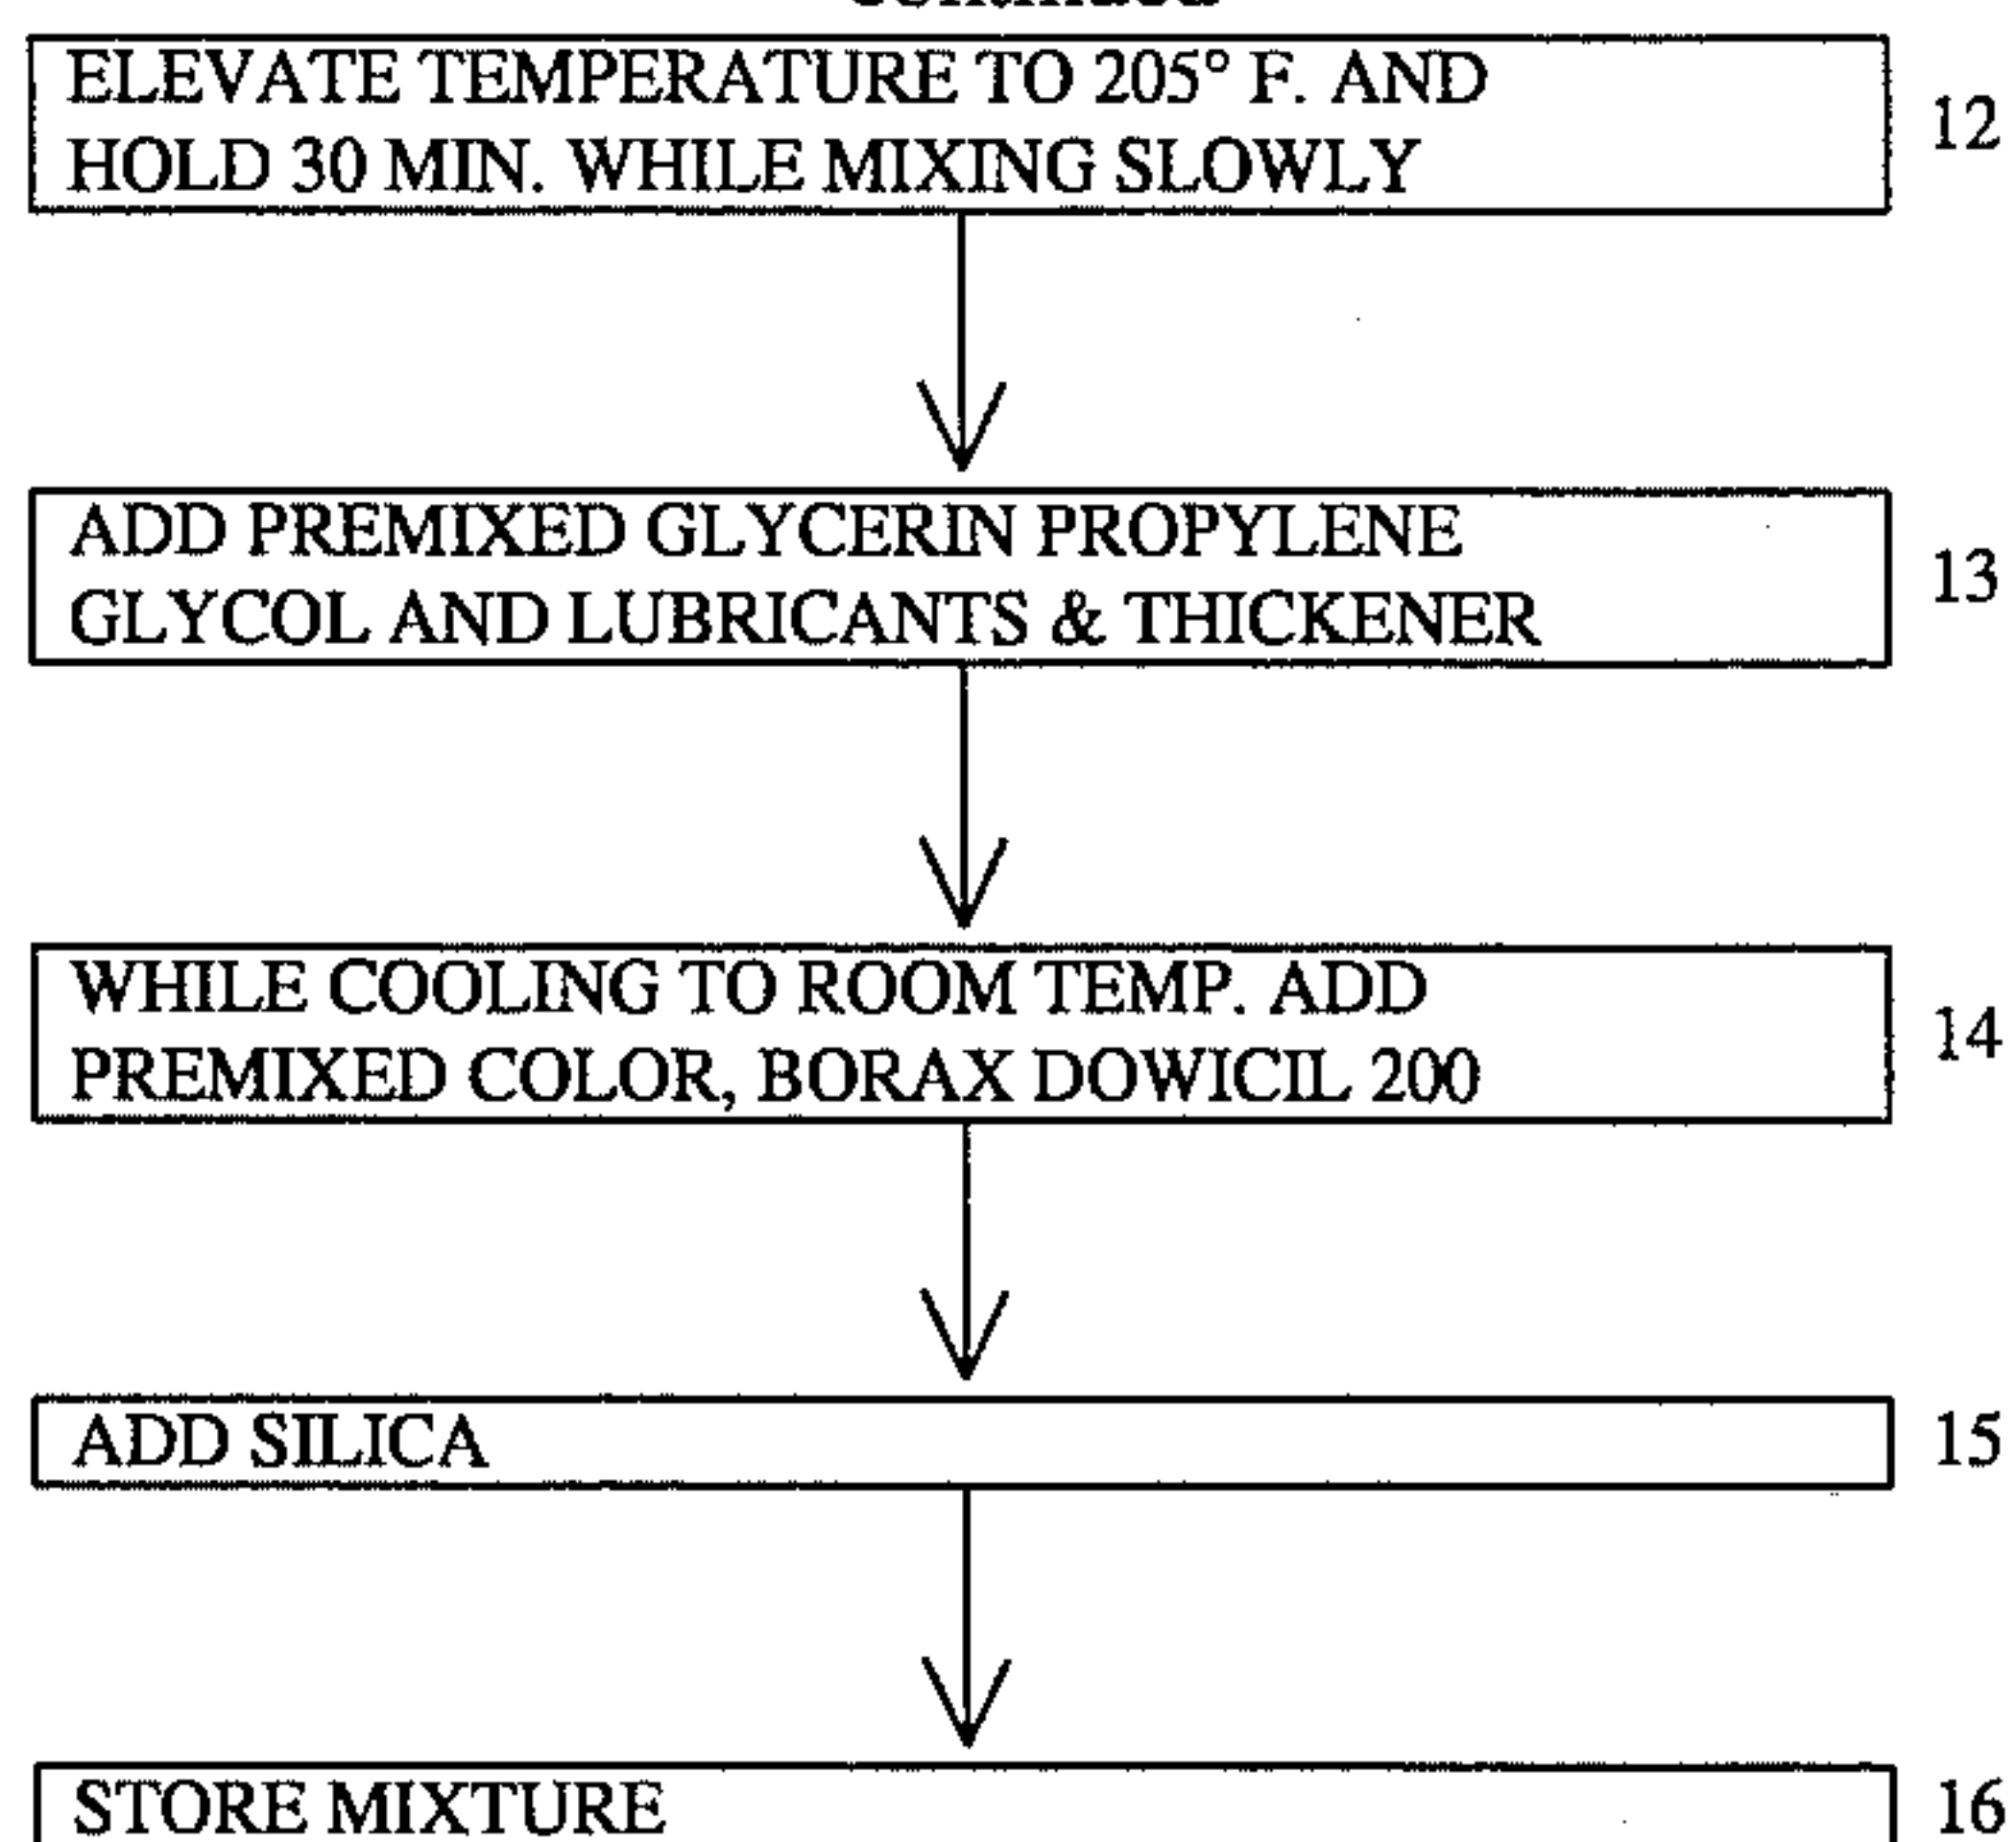 ELEVATE TEMPERATURE TO 205° F. AND
HOLD 30 MIN. WHILE MIXING SLOWLY
12
ADD PREMIXED GLYCERIN PROPYLENE
GLYCOL AND LUBRICANTS & THICKENER
13
WHILE COOLING TO ROOM TEMP. ADD
PREMIXED COLOR, BORAX DOWICIL 200
14
ADD SILICA
15
STORE MIXTURE
16